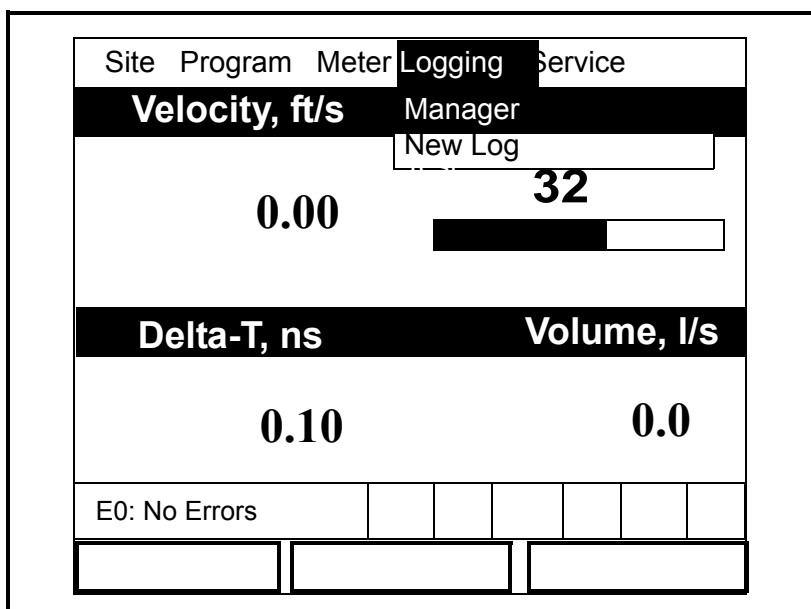 Site Program Meter Logging Service
Velocity, ft/s
Manager
New Log
0.00
32
Delta-T, ns
Volume, l/s
0.10
0.0
E0: No Errors